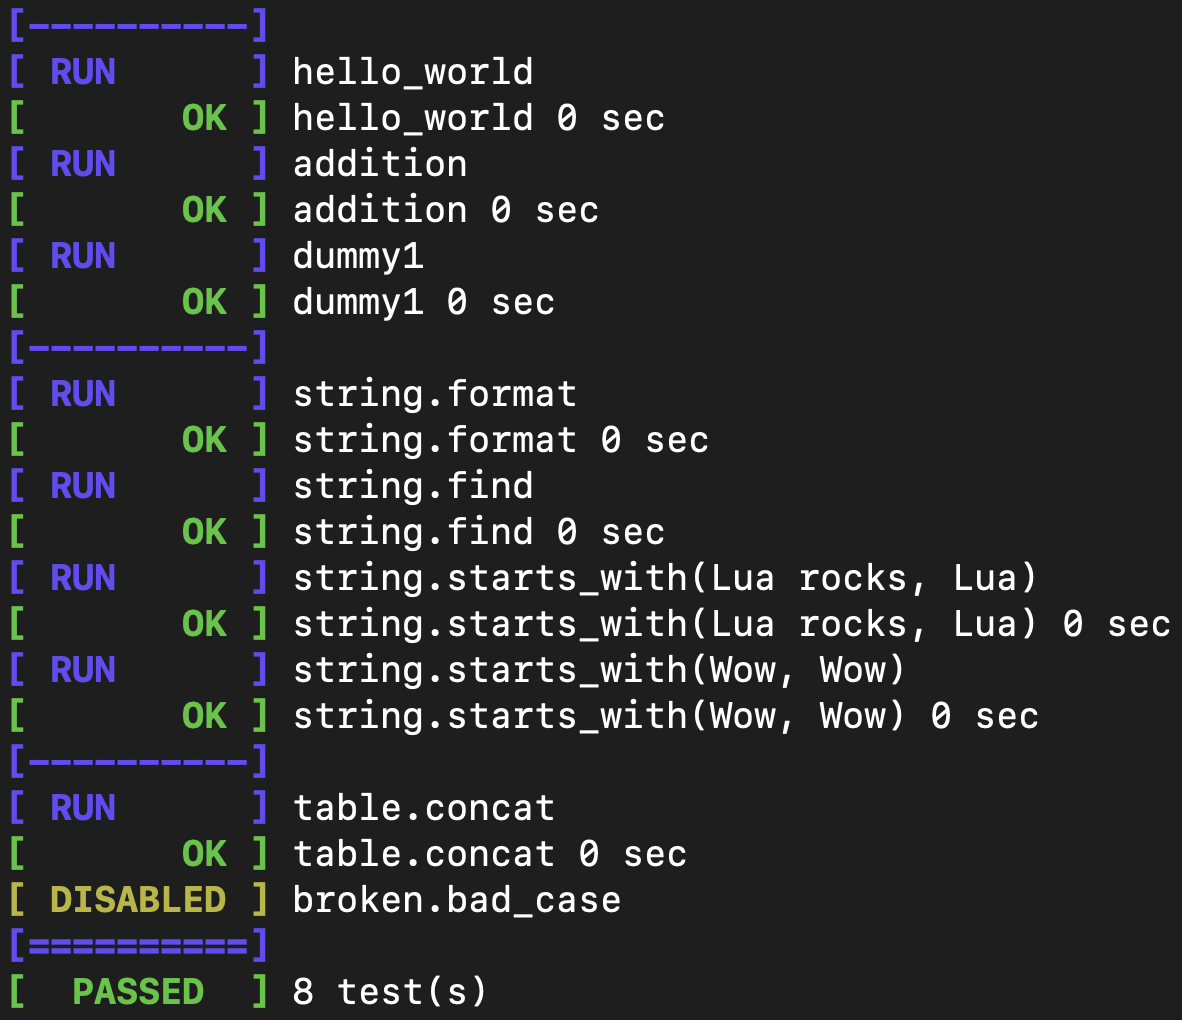 [----------]
[ RUN      ] hello_world
[       OK ] hello_world 0 sec
[ RUN      ] addition
[       OK ] addition 0 sec
[ RUN      ] dummy1
[       OK ] dummy1 0 sec
[----------]
[ RUN      ] string.format
[       OK ] string.format 0 sec
[ RUN      ] string.find
[       OK ] string.find 0 sec
[ RUN      ] string.starts_with(Lua rocks, Lua)
[       OK ] string.starts_with(Lua rocks, Lua) 0 sec
[ RUN      ] string.starts_with(Wow, Wow)
[       OK ] string.starts_with(Wow, Wow) 0 sec
[----------]
[ RUN      ] table.concat
[       OK ] table.concat 0 sec
[ DISABLED ] broken.bad_case
[==========]
[  PASSED  ] 8 test(s)